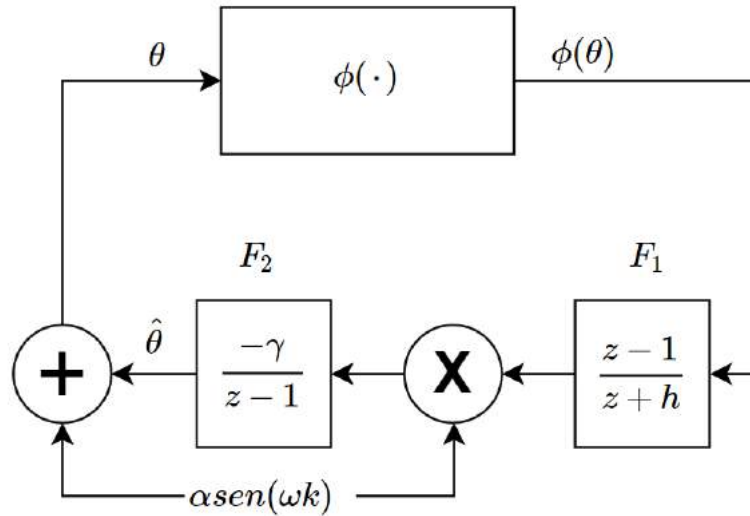 θ
ϕ(·)
ϕ(θ)
F₂
F₁
+
θ̂
−γ
z − 1
X
z − 1
z + h
αsen(ωk)